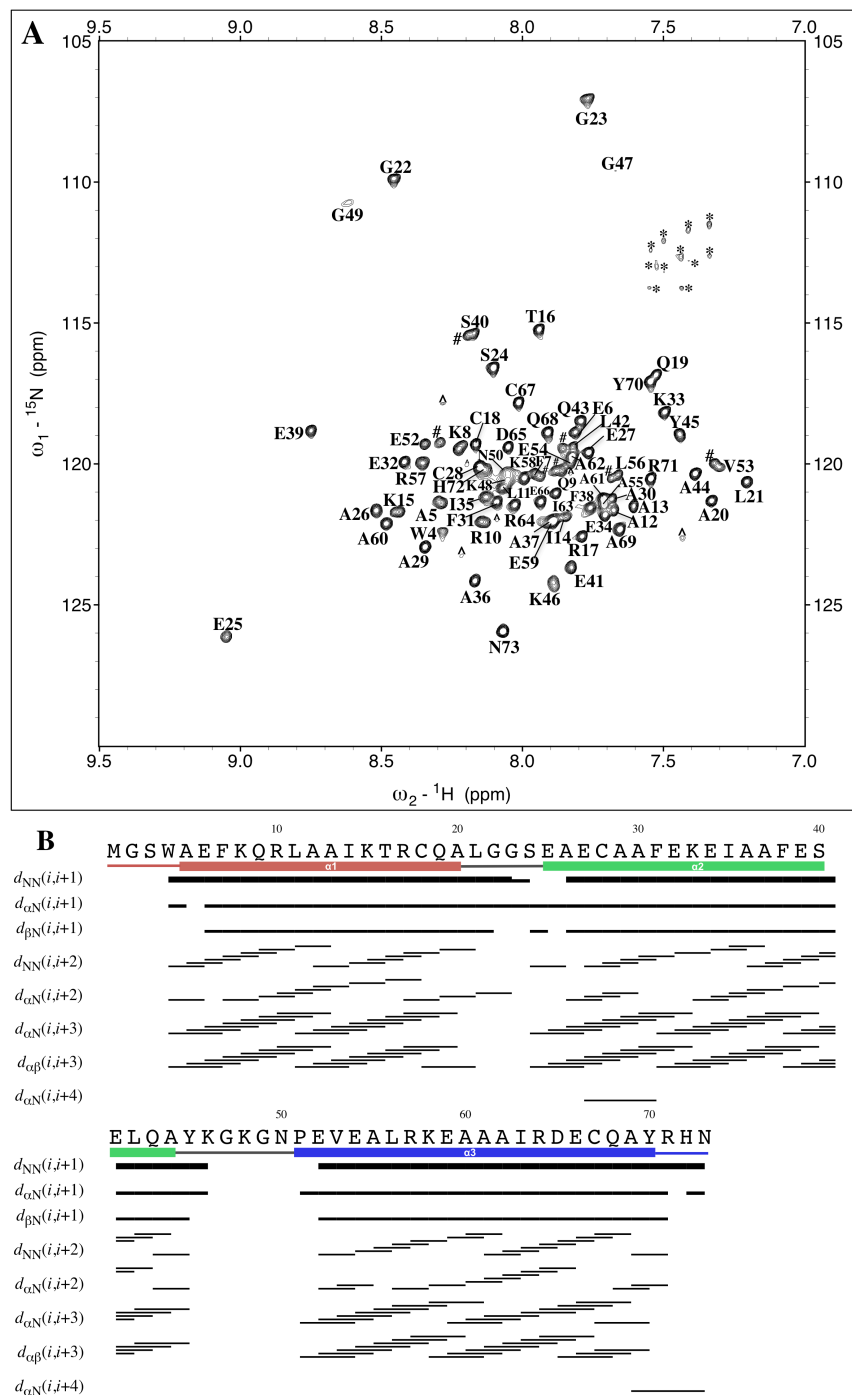 A
9.5 9.0 8.5 8.0 7.5 7.0
105 105
G23
G47
G22
110 110
G49
* * * * * * * * * * * *
115 115
S40 T16
#
S24
Q19
Y70
C67 K33
^
Q43 E6
C18 Q68 L42 Y45
E39 # K8 D65 E27
E52 N50 E54 #
E32 K58 E7 # A62 # L56 V53
120 120
C28 ^ ^ R71
R57 H72 K48 Q9 A61 A55 A44
K15 I35 L11 E66 F38 A30 L21
A26 A5 F31 R64 I63 A13 A20
W4 ^ E34 A12 ^
A60 R10 A37 I14 A69
^ R17
A29 E59
A36 E41
K46
125 125
E25
N73
9.5 9.0 8.5 8.0 7.5 7.0
ω1 - 15N (ppm)
ω2 - 1H (ppm)
B
10 20 30 40
MGSWAEFKQRLAAIKTRCQALGGSEAECAAFEKEIAAFES
α1 α2
dNN(i,i+1)
dαN(i,i+1)
dβN(i,i+1)
dNN(i,i+2)
dαN(i,i+2)
dαN(i,i+3)
dαβ(i,i+3)
dαN(i,i+4)
50 60 70
ELQAYKGKGNPEVEALRKEAAAIRDECQAYRHN
α3
dNN(i,i+1)
dαN(i,i+1)
dβN(i,i+1)
dNN(i,i+2)
dαN(i,i+2)
dαN(i,i+3)
dαβ(i,i+3)
dαN(i,i+4)